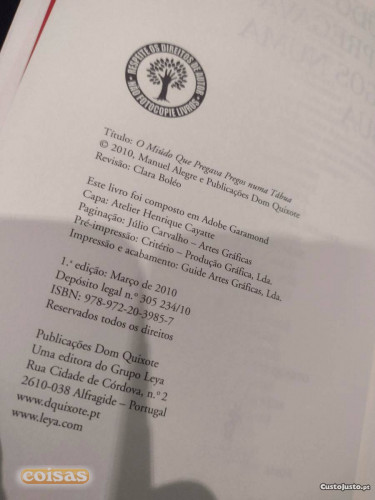 RESPEITE OS DIREITOS DE AUTOR
NÃO FOTOCOPIE LIVROS
Título: O Miúdo Que Pregava Pregos numa Tábua
© 2010, Manuel Alegre e Publicações Dom Quixote
Revisão: Clara Boléo
Este livro foi composto em Adobe Garamond
Capa: Atelier Henrique Cayatte
Paginação: Júlio Carvalho – Artes Gráficas
Pré-impressão: Critério – Produção Gráfica, Lda.
Impressão e acabamento: Guide Artes Gráficas, Lda.
1.ª edição: Março de 2010
Depósito legal n.º 305 234/10
ISBN: 978-972-20-3985-7
Reservados todos os direitos
Publicações Dom Quixote
Uma editora do Grupo Leya
Rua Cidade de Córdova, n.º 2
2610-038 Alfragide – Portugal
www.dquixote.pt
www.leya.com
coisas
CustoJusto.pt